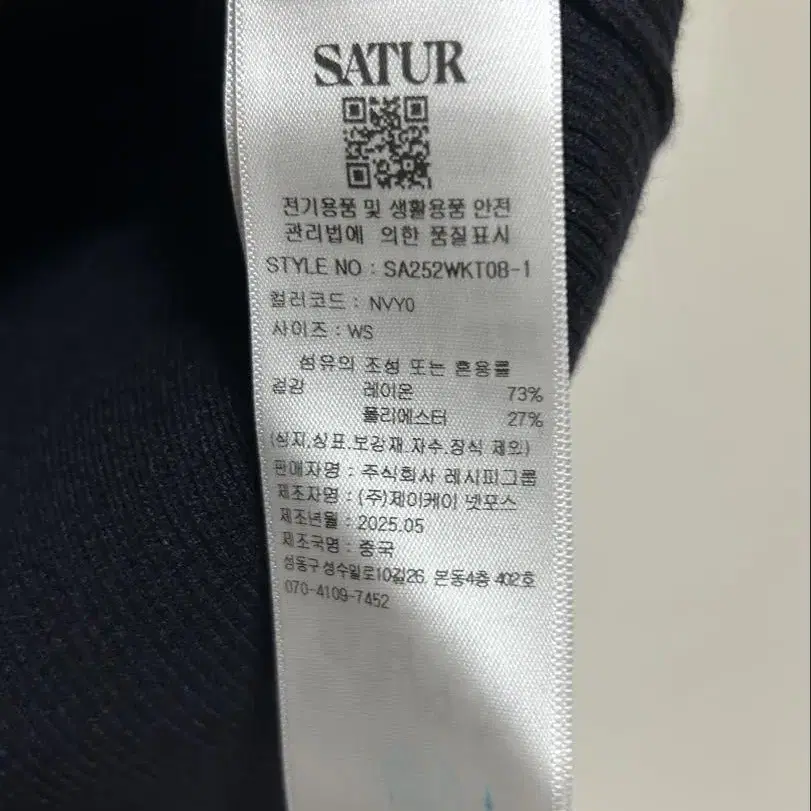 SATUR
전기용품 및 생활용품 안전
관리법에 의한 품질표시
STYLE NO : SA252WKT08-1
컬러코드 : NVY0
사이즈 : WS
섬유의 조성 또는 혼용률
겉감 레이온 73%
폴리에스터 27%
(심지,상표,보강재,자수,장식 제외)
판매자명 : 주식회사 레시피그룹
제조자명 : (주)제이케이 넷포스
제조년월 : 2025.05
제조국명 : 중국
성동구 성수일로10길26, 본동4층 402호
070-4109-7452